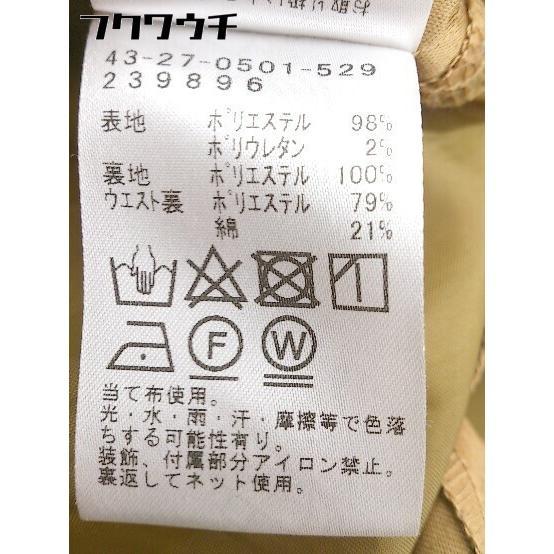 フクワウチ
43-27-0501-529
239896
表地 ポリエステル 98%
ポリウレタン 2%
裏地 ポリエステル 100%
ウエスト裏 ポリエステル 79%
綿 21%
F
W
当て布使用。
光・水・雨・汗・摩擦等で色落
ちする可能性有り。
装飾、付属部分アイロン禁止。
裏返してネット使用。